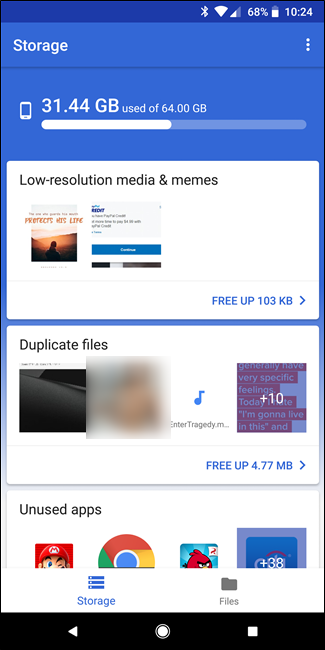 68% 10:24
Storage
31.44 GB used of 64.00 GB
Low-resolution media & memes
PROTECTS HIS LIFE
Continue
FREE UP 103 KB
Duplicate files
EnterTragedy.m...
generally have
very specific
feelings.
+10
"I'm gonna live
in this" and
FREE UP 4.77 MB
Unused apps
+38
Storage
Files